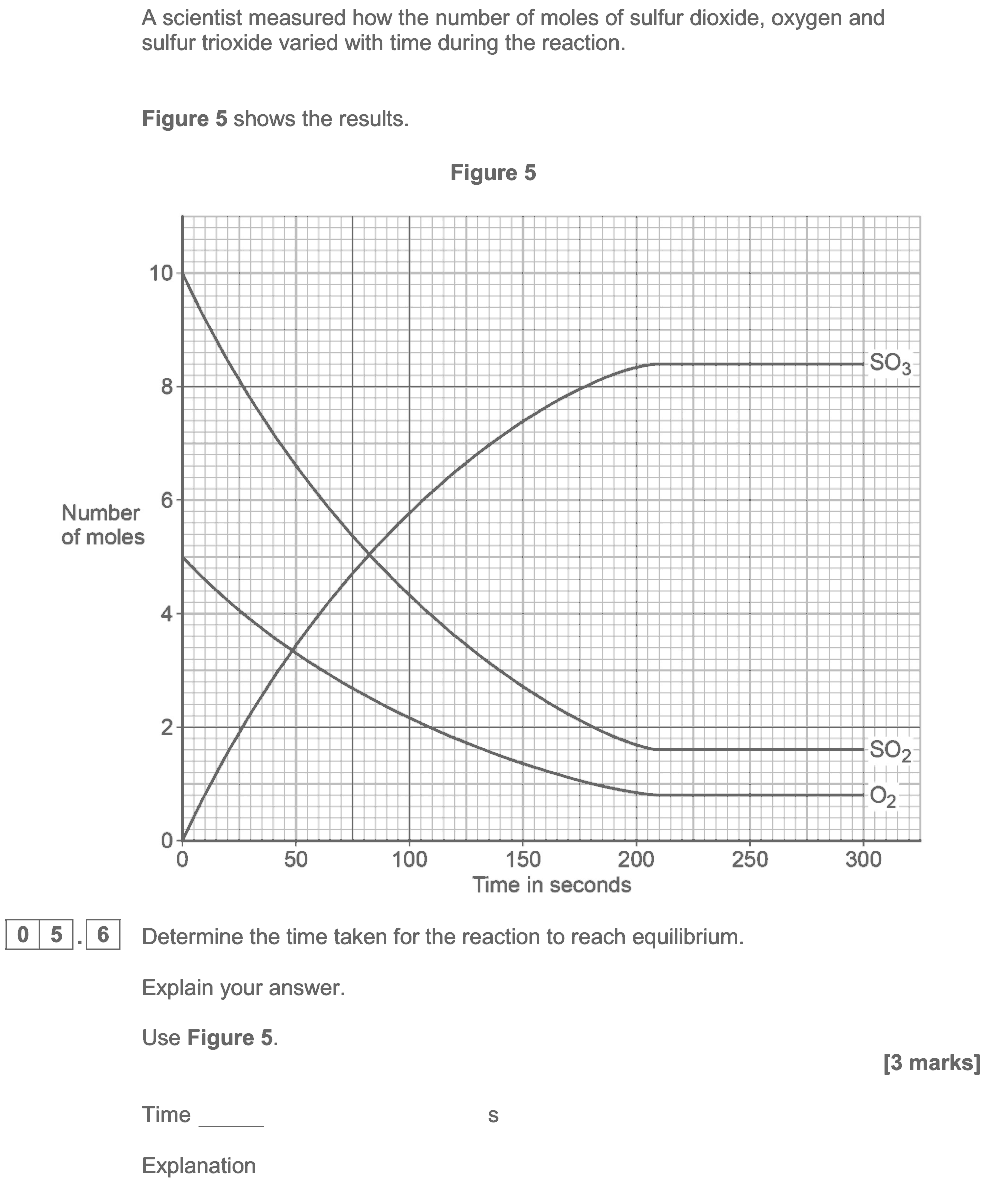 A scientist measured how the number of moles of sulfur dioxide, oxygen and
sulfur trioxide varied with time during the reaction.
Figure 5 shows the results.
Figure 5
10
8
6
4
2
0
Number
of moles
SO3
SO2
O2
0 50 100 150 200 250 300
Time in seconds
0 5 . 6 Determine the time taken for the reaction to reach equilibrium.
Explain your answer.
Use Figure 5.
[3 marks]
Time _____ s
Explanation